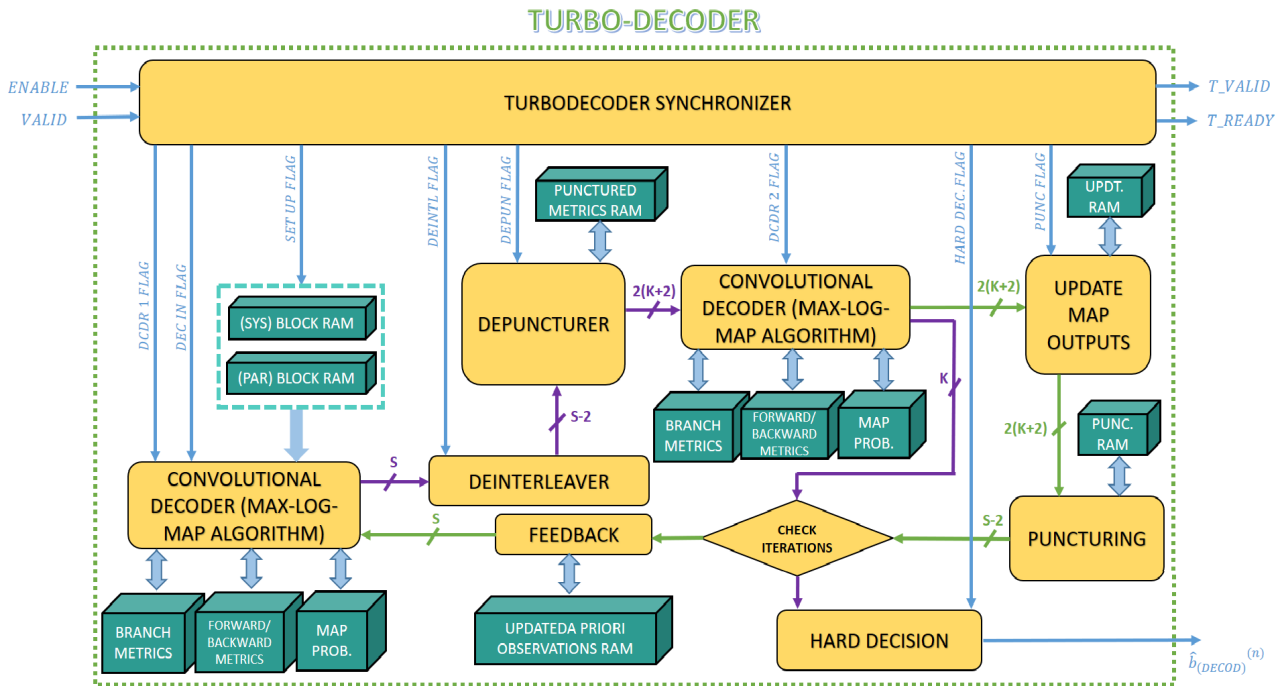 TURBO-DECODER
ENABLE
VALID
TURBODECODER SYNCHRONIZER
T_VALID
T_READY
DCDR 1 FLAG
DEC IN FLAG
SET UP FLAG
DEINTL FLAG
DEPUN FLAG
DCDR 2 FLAG
HARD DEC. FLAG
PUNC FLAG
PUNCTURED
METRICS RAM
UPDT.
RAM
(SYS) BLOCK RAM
(PAR) BLOCK RAM
DEPUNCTURER
2(K+2)
CONVOLUTIONAL
DECODER (MAX-LOG-
MAP ALGORITHM)
2(K+2)
UPDATE
MAP
OUTPUTS
K
S-2
BRANCH
METRICS
FORWARD/
BACKWARD
METRICS
MAP
PROB.
2(K+2)
PUNC.
RAM
CONVOLUTIONAL
DECODER (MAX-LOG-
MAP ALGORITHM)
S
DEINTERLEAVER
S
FEEDBACK
CHECK
ITERATIONS
S-2
PUNCTURING
BRANCH
METRICS
FORWARD/
BACKWARD
METRICS
MAP
PROB.
UPDATEDA PRIORI
OBSERVATIONS RAM
HARD DECISION
b̂(DECOD)(n)